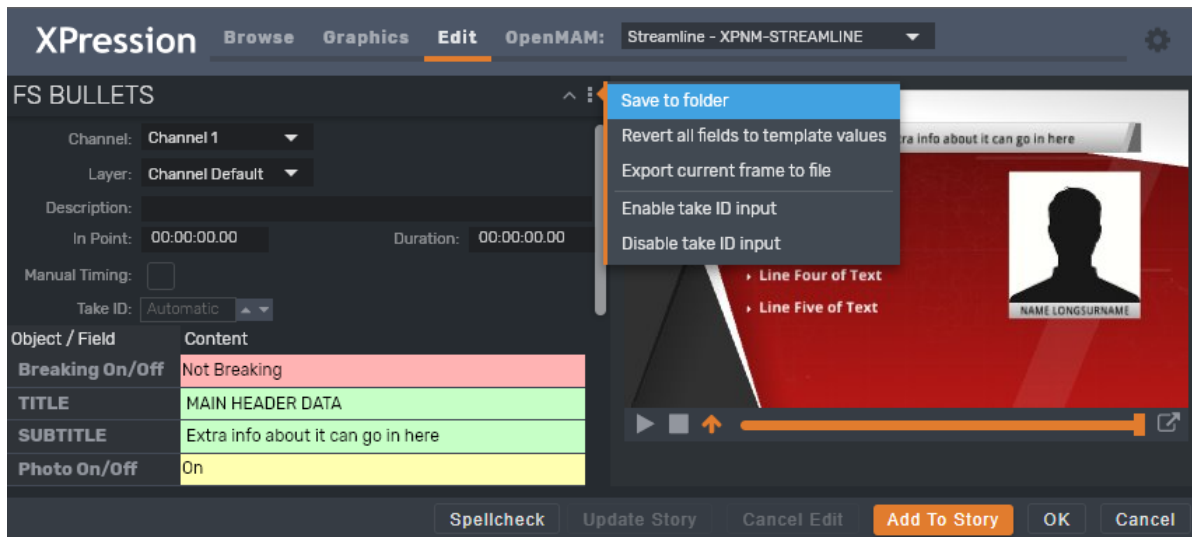 XPression Browse Graphics Edit OpenMAM: Streamline - XPNM-STREAMLINE
FS BULLETS
Channel: Channel 1
Layer: Channel Default
Description:
In Point: 00:00:00.00 Duration: 00:00:00.00
Manual Timing:
Take ID: Automatic
Object / Field Content
Breaking On/Off Not Breaking
TITLE MAIN HEADER DATA
SUBTITLE Extra info about it can go in here
Photo On/Off On
Save to folder
Revert all fields to template values
Export current frame to file
Enable take ID input
Disable take ID input
ra info about it can go in here
Line Four of Text
Line Five of Text
NAME LONGSURNAME
Spellcheck Update Story Cancel Edit Add To Story OK Cancel